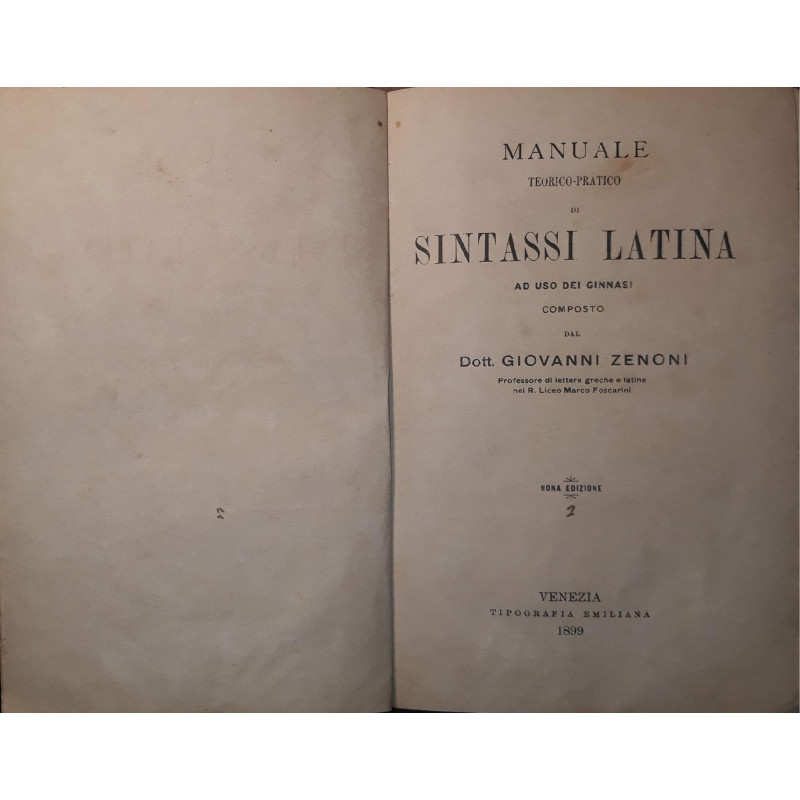 MANUALE
TEORICO-PRATICO
DI
SINTASSI LATINA
AD USO DEI GINNASI
COMPOSTO
DAL
Dott. GIOVANNI ZENONI
Professore di lettere greche e latine
nel R. Liceo Marco Foscarini
NONA EDIZIONE
VENEZIA
TIPOGRAFIA EMILIANA
1899